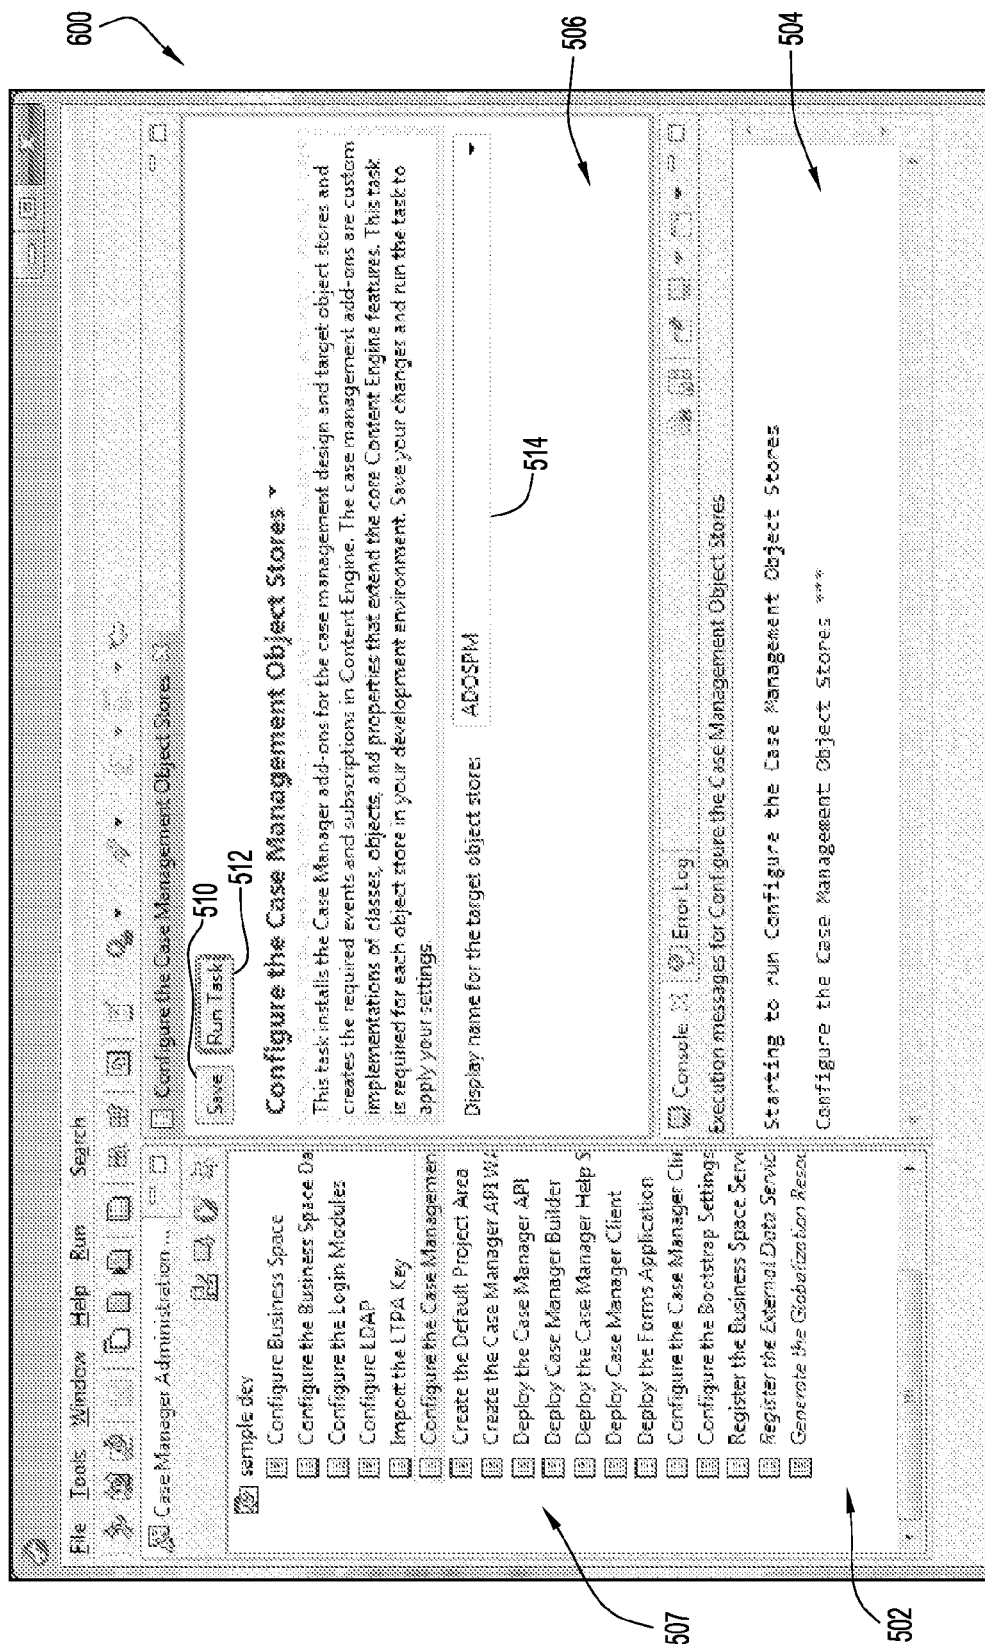 600
File Tools Window Help Run Search
Case Manager Administration...
sample dev
Configure Business Space
Configure the Business Space Da
Configure the Login Modules
Configure LDAP
Import the LTPA Key
Configure the Case Managemen
Create the Default Project Area
Create the Case Manager API WA
Deploy the Case Manager API
Deploy Case Manager Builder
Deploy the Case Manager Help S
Deploy Case Manager Client
Deploy the Forms Application
Configure the Case Manager Clie
Configure the Bootstrap Settings
Register the Business Space Serv
Register the External Data Servic
Generate the Globalization Resou
507
502
Configure the Case Management Object Stores
510
Save
Run Task
512
Configure the Case Management Object Stores
This task installs the Case Manager add-ons for the case management design and target object stores and
creates the required events and subscriptions in Content Engine. The case management add-ons are custom
implementations of classes, objects, and properties that extend the core Content Engine features. This task
is required for each object store in your development environment. Save your changes and run the task to
apply your settings.
Display name for the target object store:
ADOSPM
514
506
Console
Error Log
Execution messages for Configure the Case Management Object Stores
Starting to run Configure the Case Management Object Stores
Configure the Case Management Object Stores ***
504